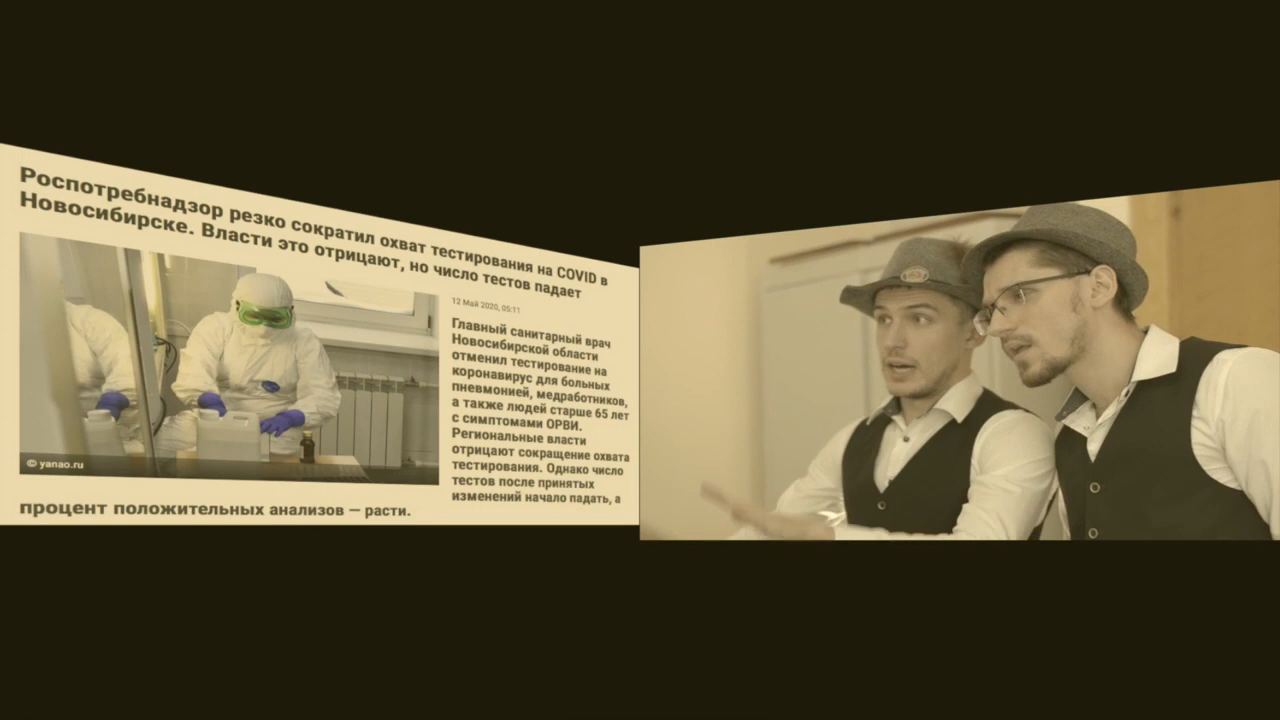 Роспотребнадзор резко сократил охват тестирования на COVID в
Новосибирске. Власти это отрицают, но число тестов падает
12 Май 2020, 05:11
Главный санитарный врач
Новосибирской области
отменил тестирование на
коронавирус для больных
пневмонией, медработников,
а также людей старше 65 лет
с симптомами ОРВИ.
Региональные власти
отрицают сокращение охвата
тестирования. Однако число
тестов после принятых
изменений начало падать, а
© yanao.ru
процент положительных анализов — расти.